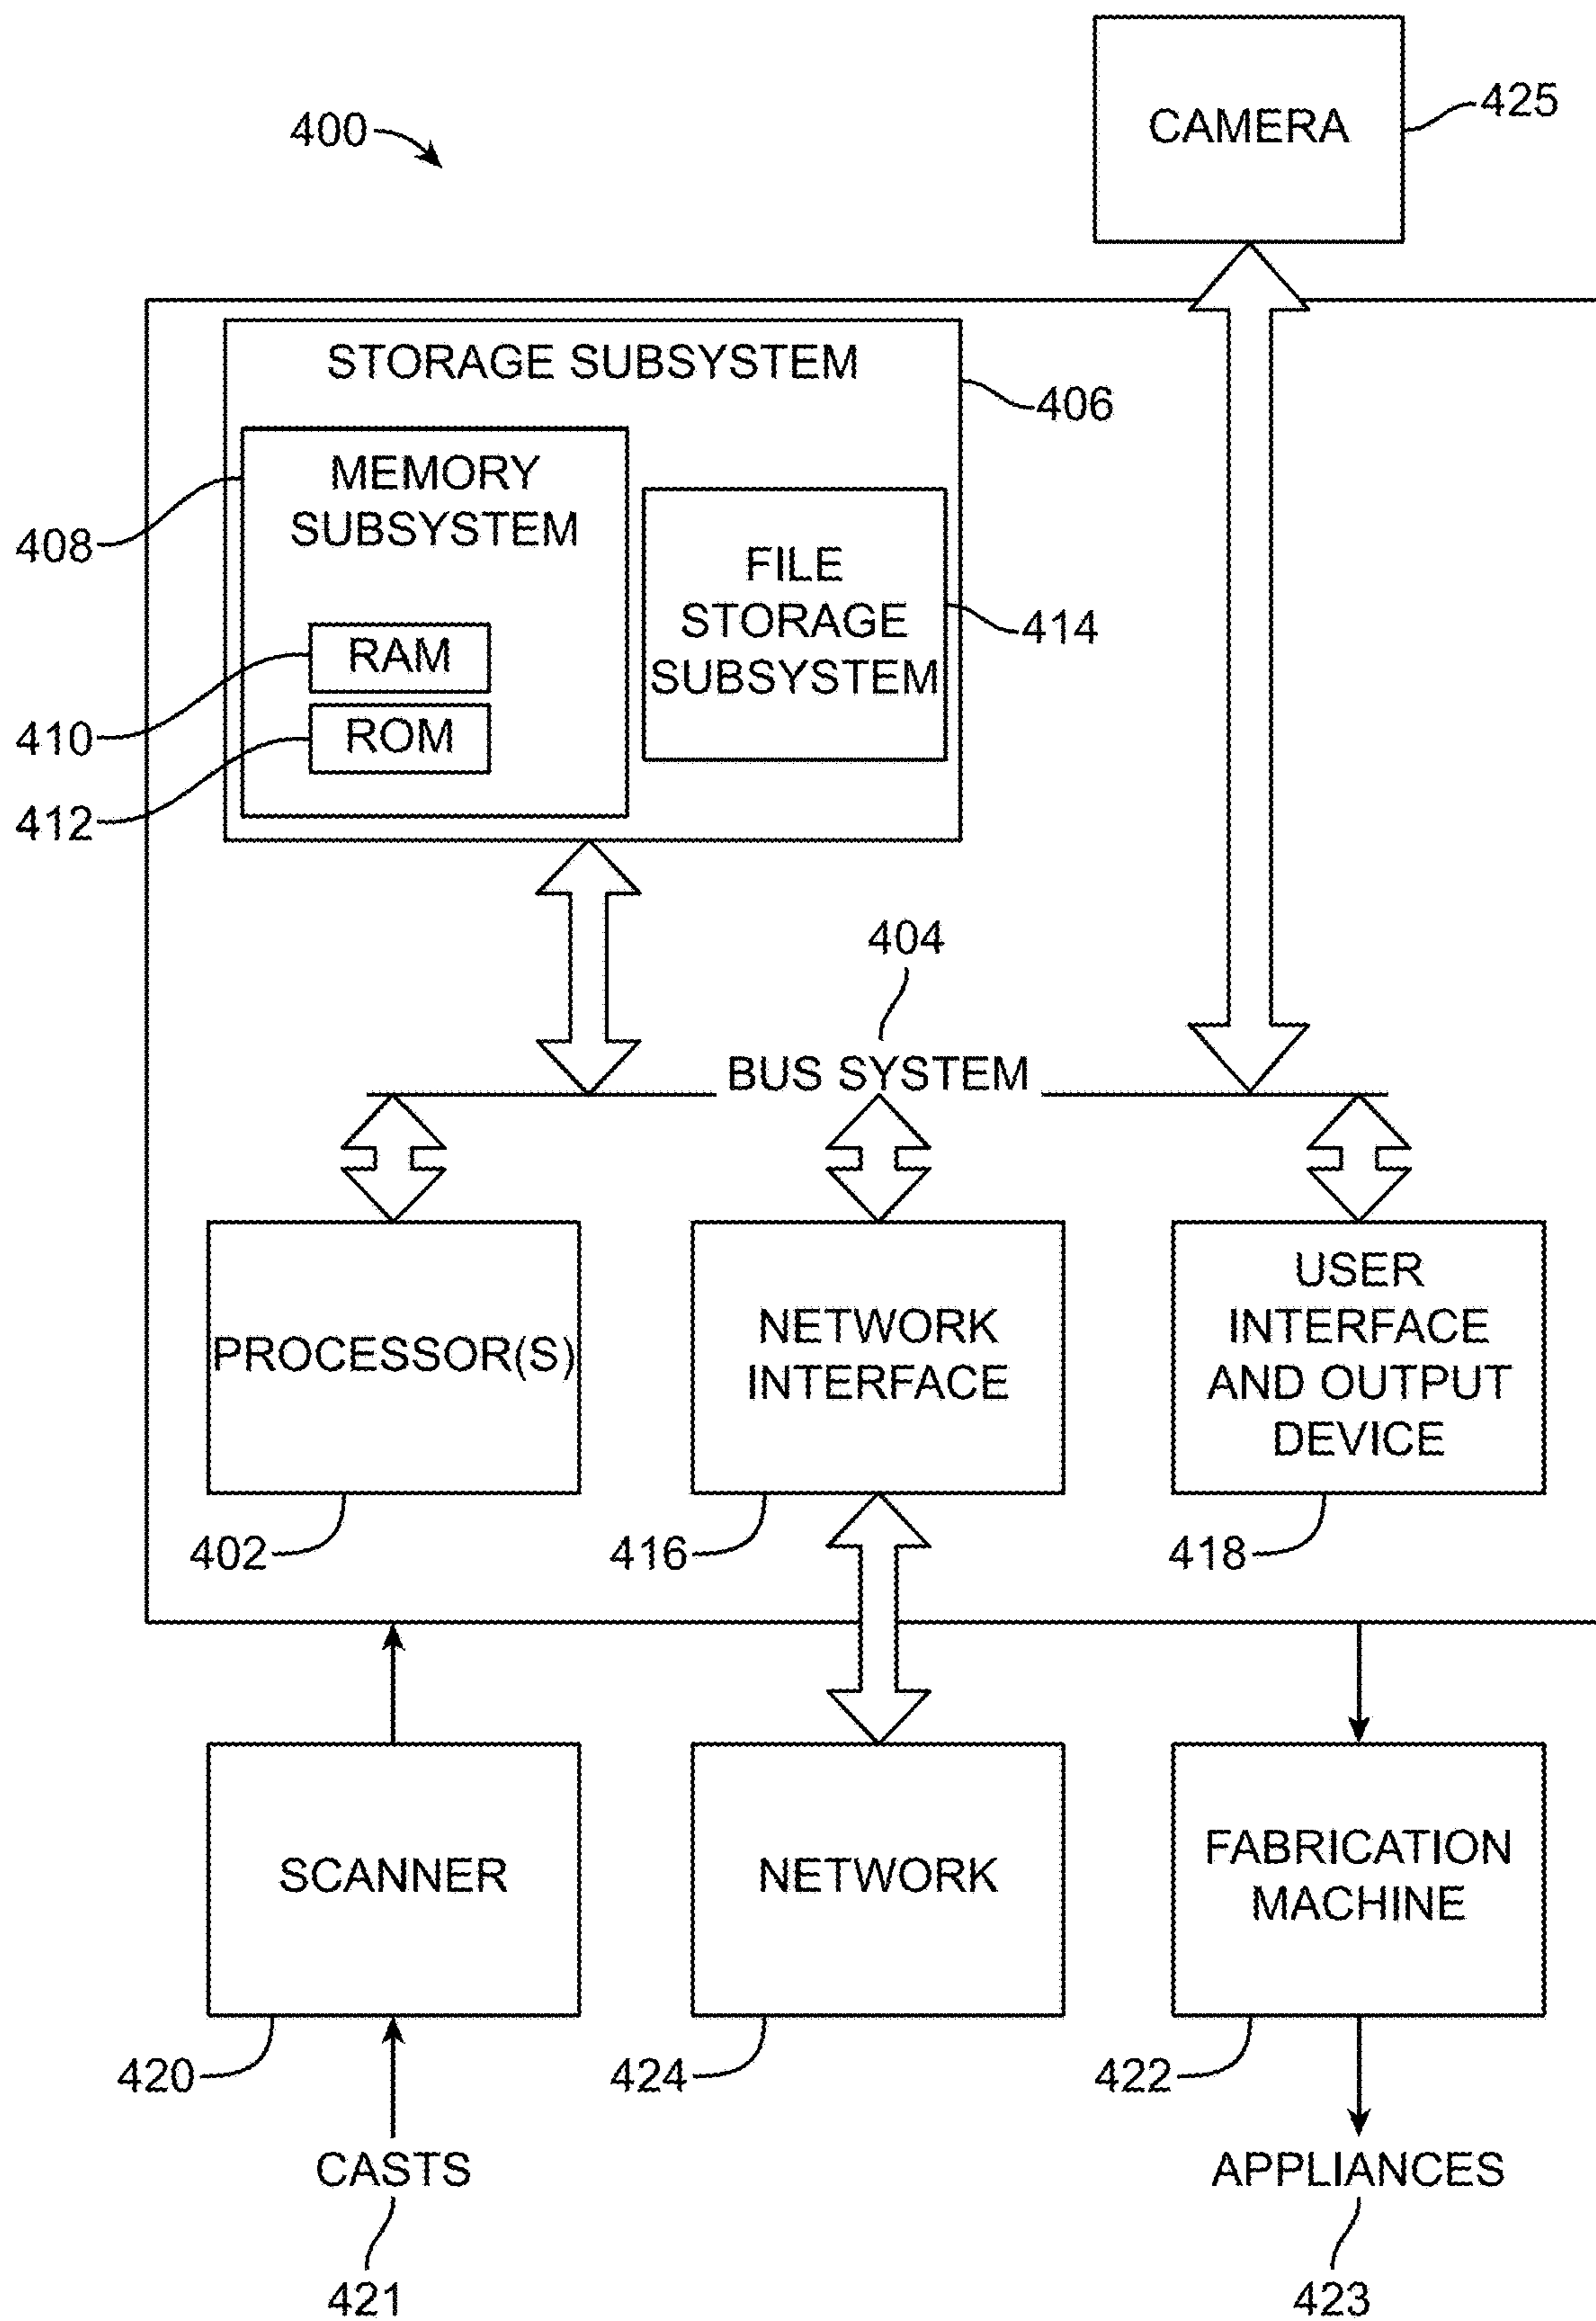 CAMERA
425
400
STORAGE SUBSYSTEM
406
MEMORY
SUBSYSTEM
408
FILE
STORAGE
SUBSYSTEM
414
RAM
410
ROM
412
404
BUS SYSTEM
PROCESSOR(S)
NETWORK
INTERFACE
USER
INTERFACE
AND OUTPUT
DEVICE
402
416
418
SCANNER
NETWORK
FABRICATION
MACHINE
420
424
422
CASTS
APPLIANCES
421
423